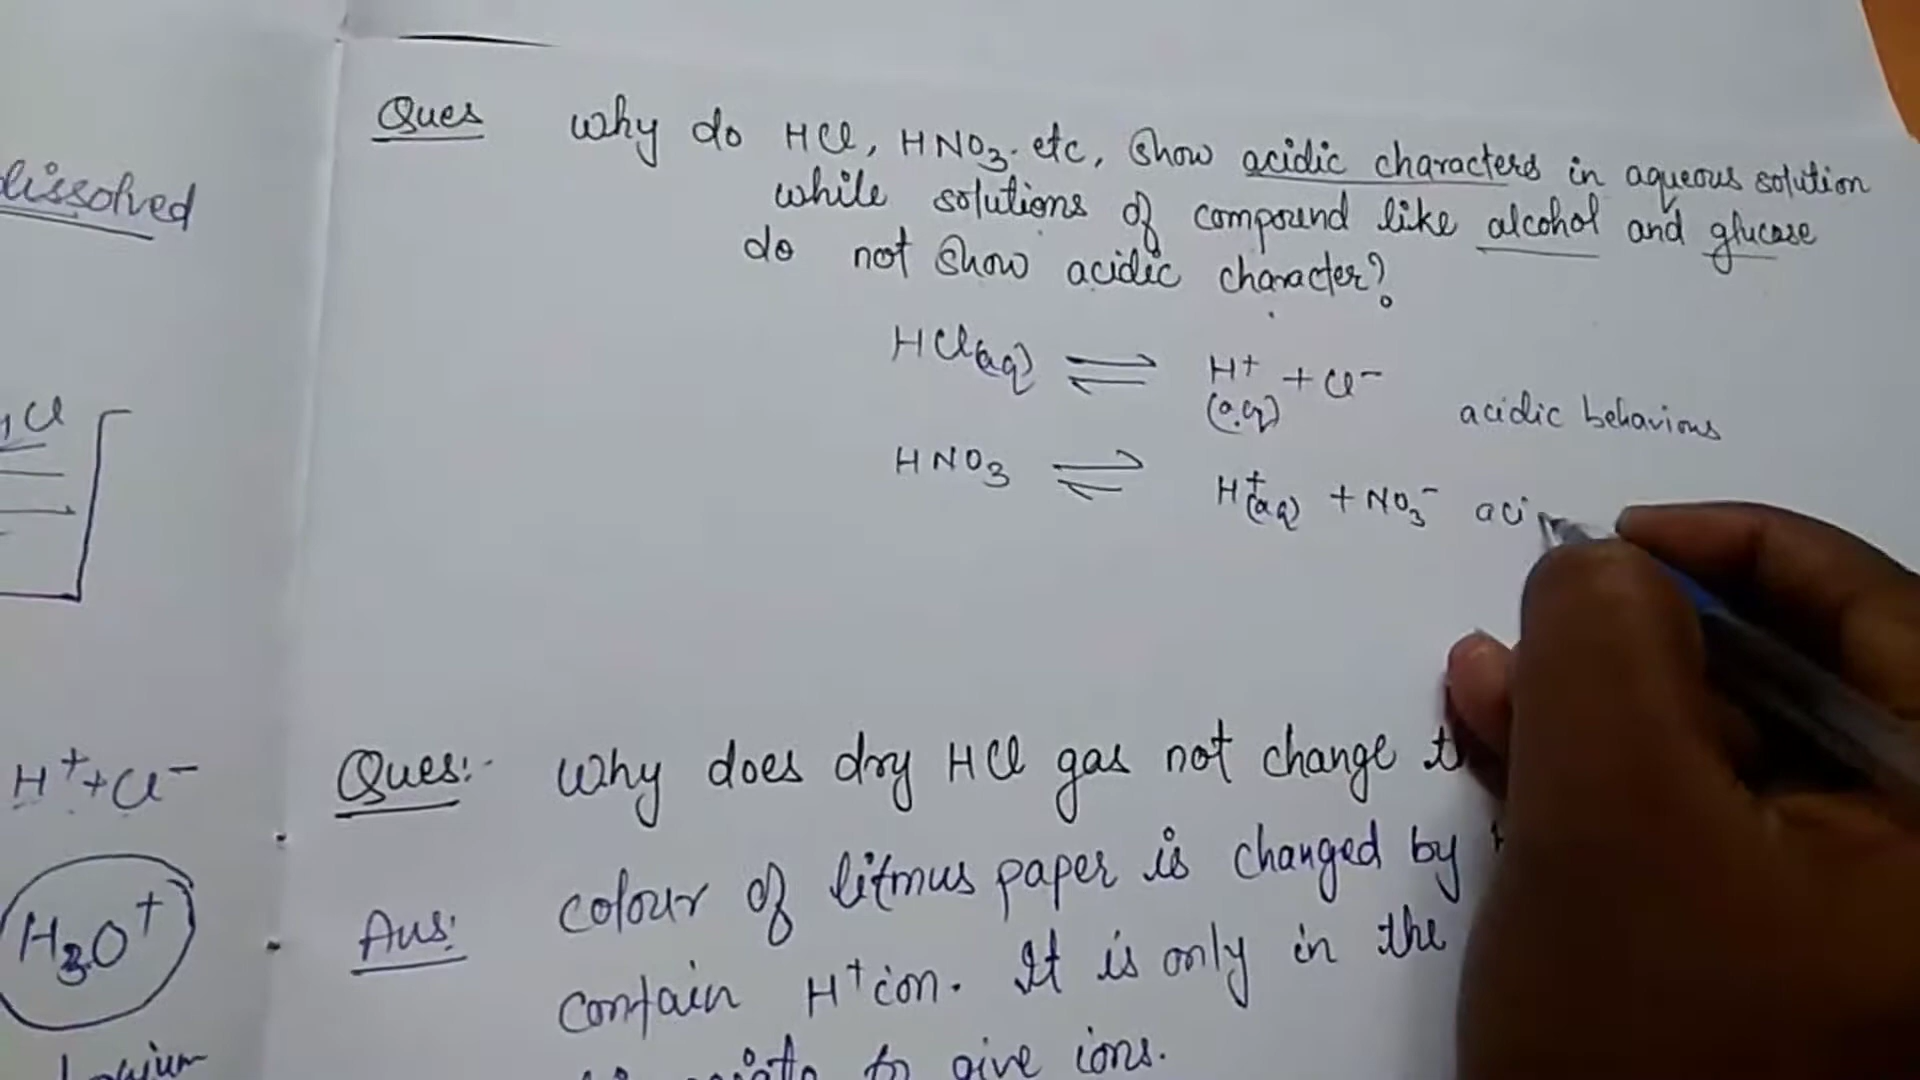 dissolved
Cl
H⁺+Cl⁻
H₃O⁺
Ques Why do HCl, HNO₃. etc, show acidic characters in aqueous solution
while solutions of compound like alcohol and glucose
do not show acidic character?
HCl(aq) ⇌ H⁺(aq) + Cl⁻ acidic behavious
HNO₃ ⇌ H⁺(aq) + NO₃⁻ aci
Ques:- Why does dry HCl gas not change
colour of litmus paper is changed by
Ans: contain H⁺ion. It is only in the
to give ions.